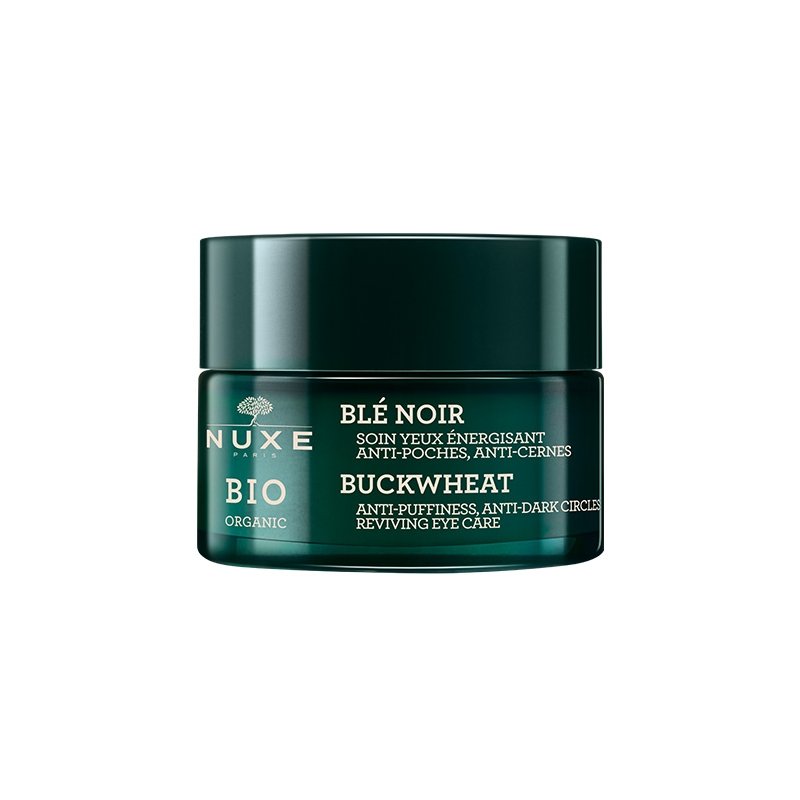 NUXE
PARIS
BIO
ORGANIC
BLÉ NOIR
SOIN YEUX ÉNERGISANT
ANTI-POCHES, ANTI-CERNES
BUCKWHEAT
ANTI-PUFFINESS, ANTI-DARK CIRCLES
REVIVING EYE CARE